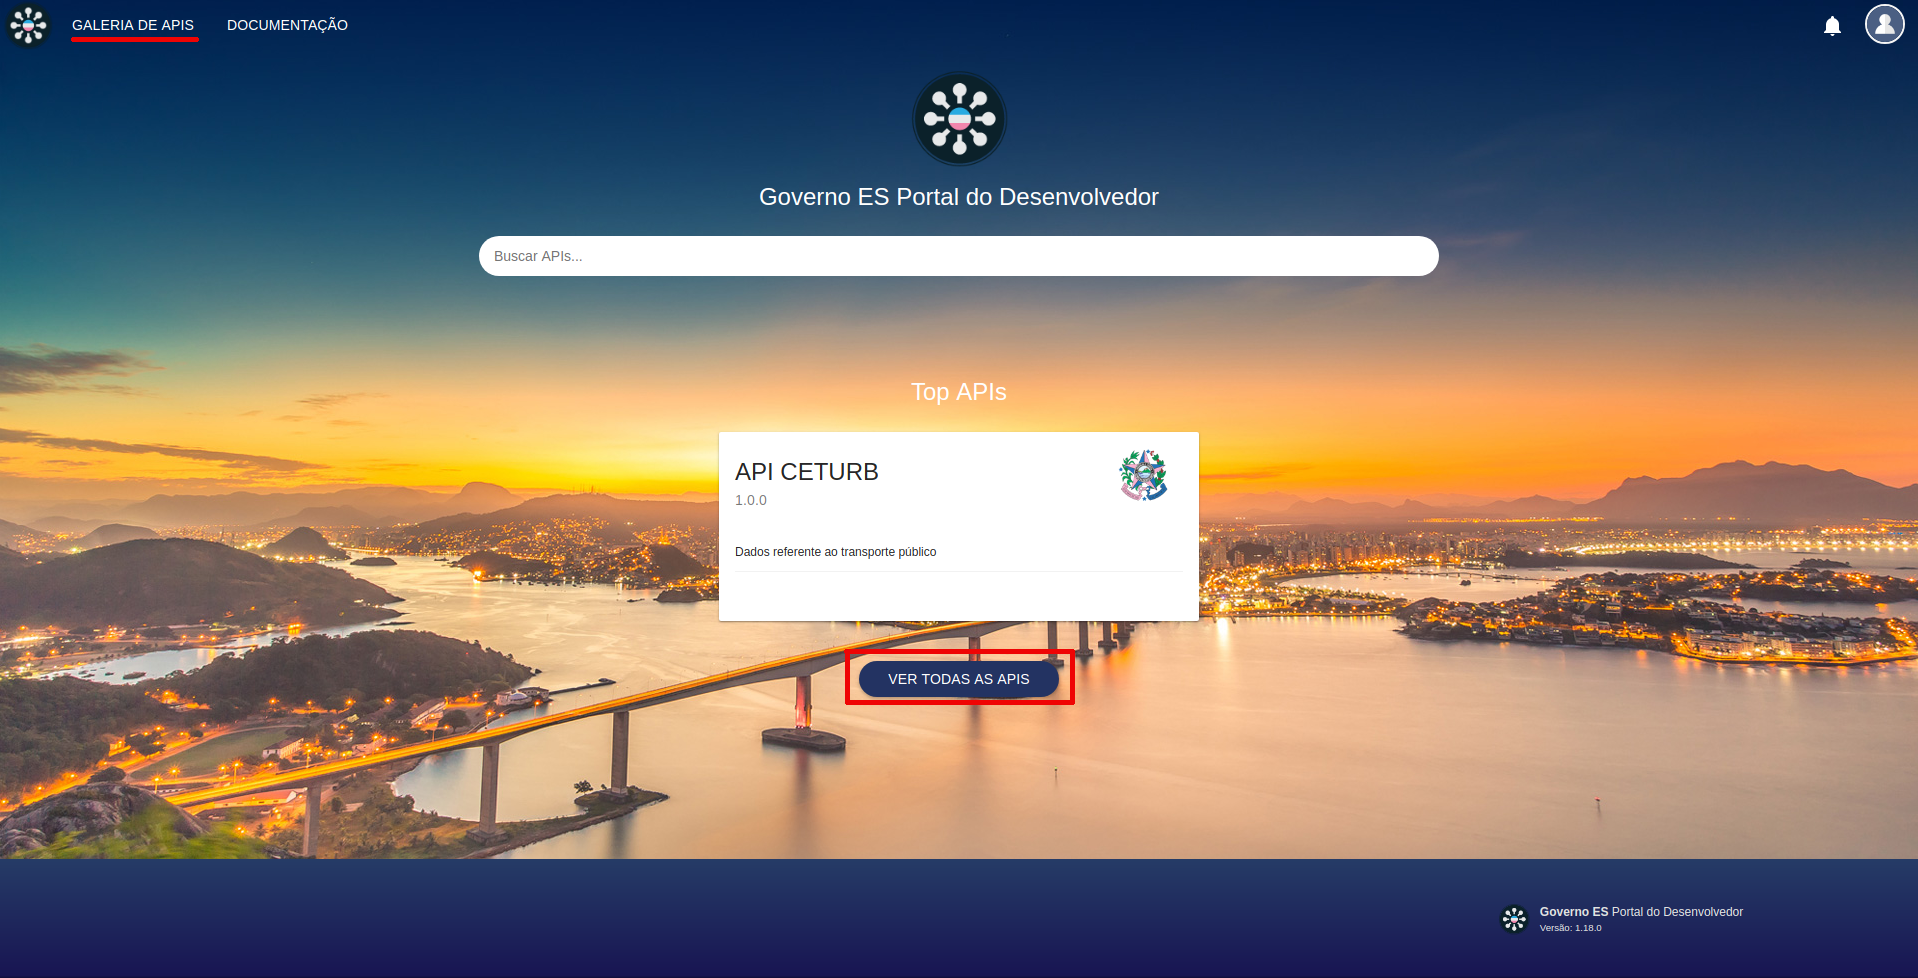 GALERIA DE APIS
DOCUMENTAÇÃO
Governo ES Portal do Desenvolvedor
Buscar APIs...
Top APIs
API CETURB
1.0.0
Dados referente ao transporte público
VER TODAS AS APIS
Governo ES Portal do Desenvolvedor
Versão: 1.18.0